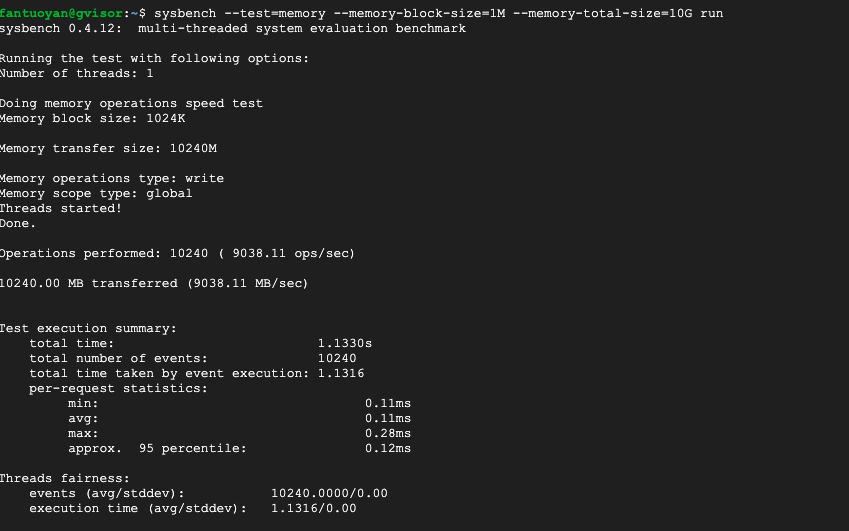 fantuoyan@gvisor:~$ sysbench --test=memory --memory-block-size=1M --memory-total-size=10G run
sysbench 0.4.12:  multi-threaded system evaluation benchmark
Running the test with following options:
Number of threads: 1
Doing memory operations speed test
Memory block size: 1024K
Memory transfer size: 10240M
Memory operations type: write
Memory scope type: global
Threads started!
Done.
Operations performed: 10240 ( 9038.11 ops/sec)
10240.00 MB transferred (9038.11 MB/sec)
Test execution summary:
total time: 1.1330s
total number of events: 10240
total time taken by event execution: 1.1316
per-request statistics:
min: 0.11ms
avg: 0.11ms
max: 0.28ms
approx.  95 percentile: 0.12ms
Threads fairness:
events (avg/stddev): 10240.0000/0.00
execution time (avg/stddev): 1.1316/0.00